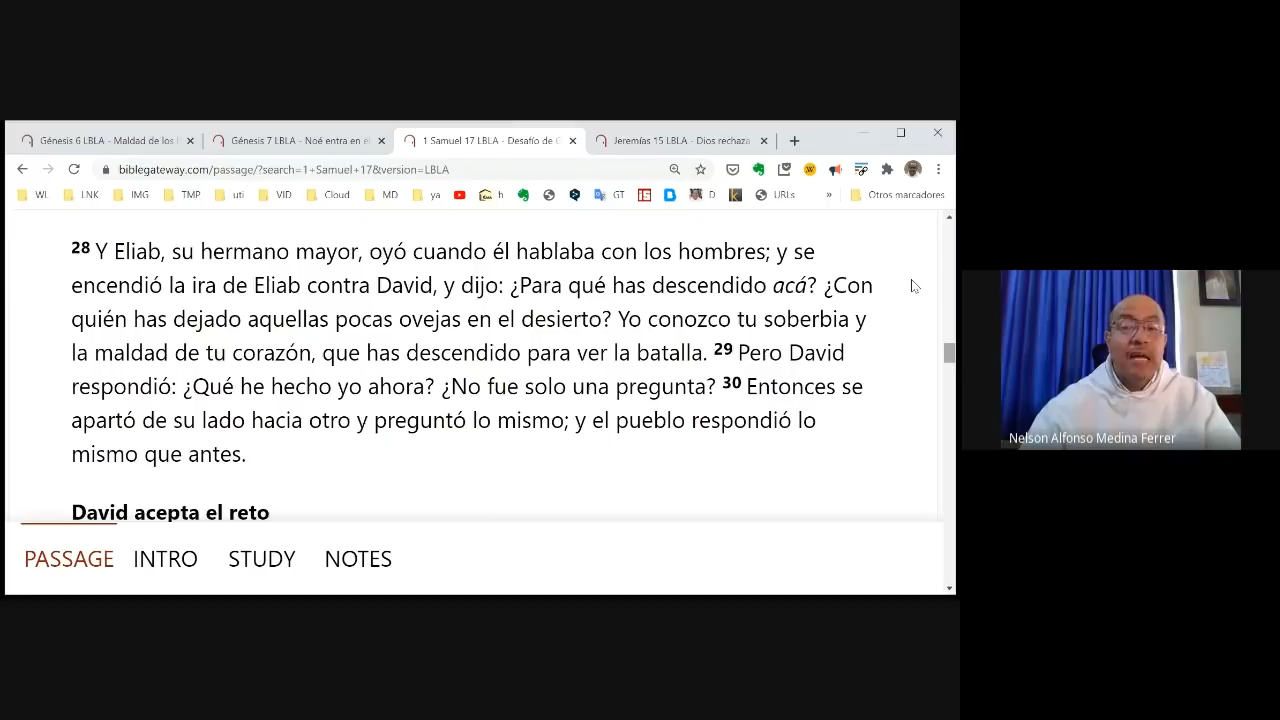 Génesis 6 LBLA - Maldad de los
Génesis 7 LBLA - Noé entra en el
1 Samuel 17 LBLA - Desafío de G
Jeremías 15 LBLA - Dios rechaza
biblegateway.com/passage/?search=1+Samuel+17&version=LBLA
WL LNK IMG TMP uti VID Cloud MD ya h GT D URLs » Otros marcadores
28 Y Eliab, su hermano mayor, oyó cuando él hablaba con los hombres; y se
encendió la ira de Eliab contra David, y dijo: ¿Para qué has descendido acá? ¿Con
quién has dejado aquellas pocas ovejas en el desierto? Yo conozco tu soberbia y
la maldad de tu corazón, que has descendido para ver la batalla. 29 Pero David
respondió: ¿Qué he hecho yo ahora? ¿No fue solo una pregunta? 30 Entonces se
apartó de su lado hacia otro y preguntó lo mismo; y el pueblo respondió lo
mismo que antes.
David acepta el reto
PASSAGE INTRO STUDY NOTES
Nelson Alfonso Medina Ferrer